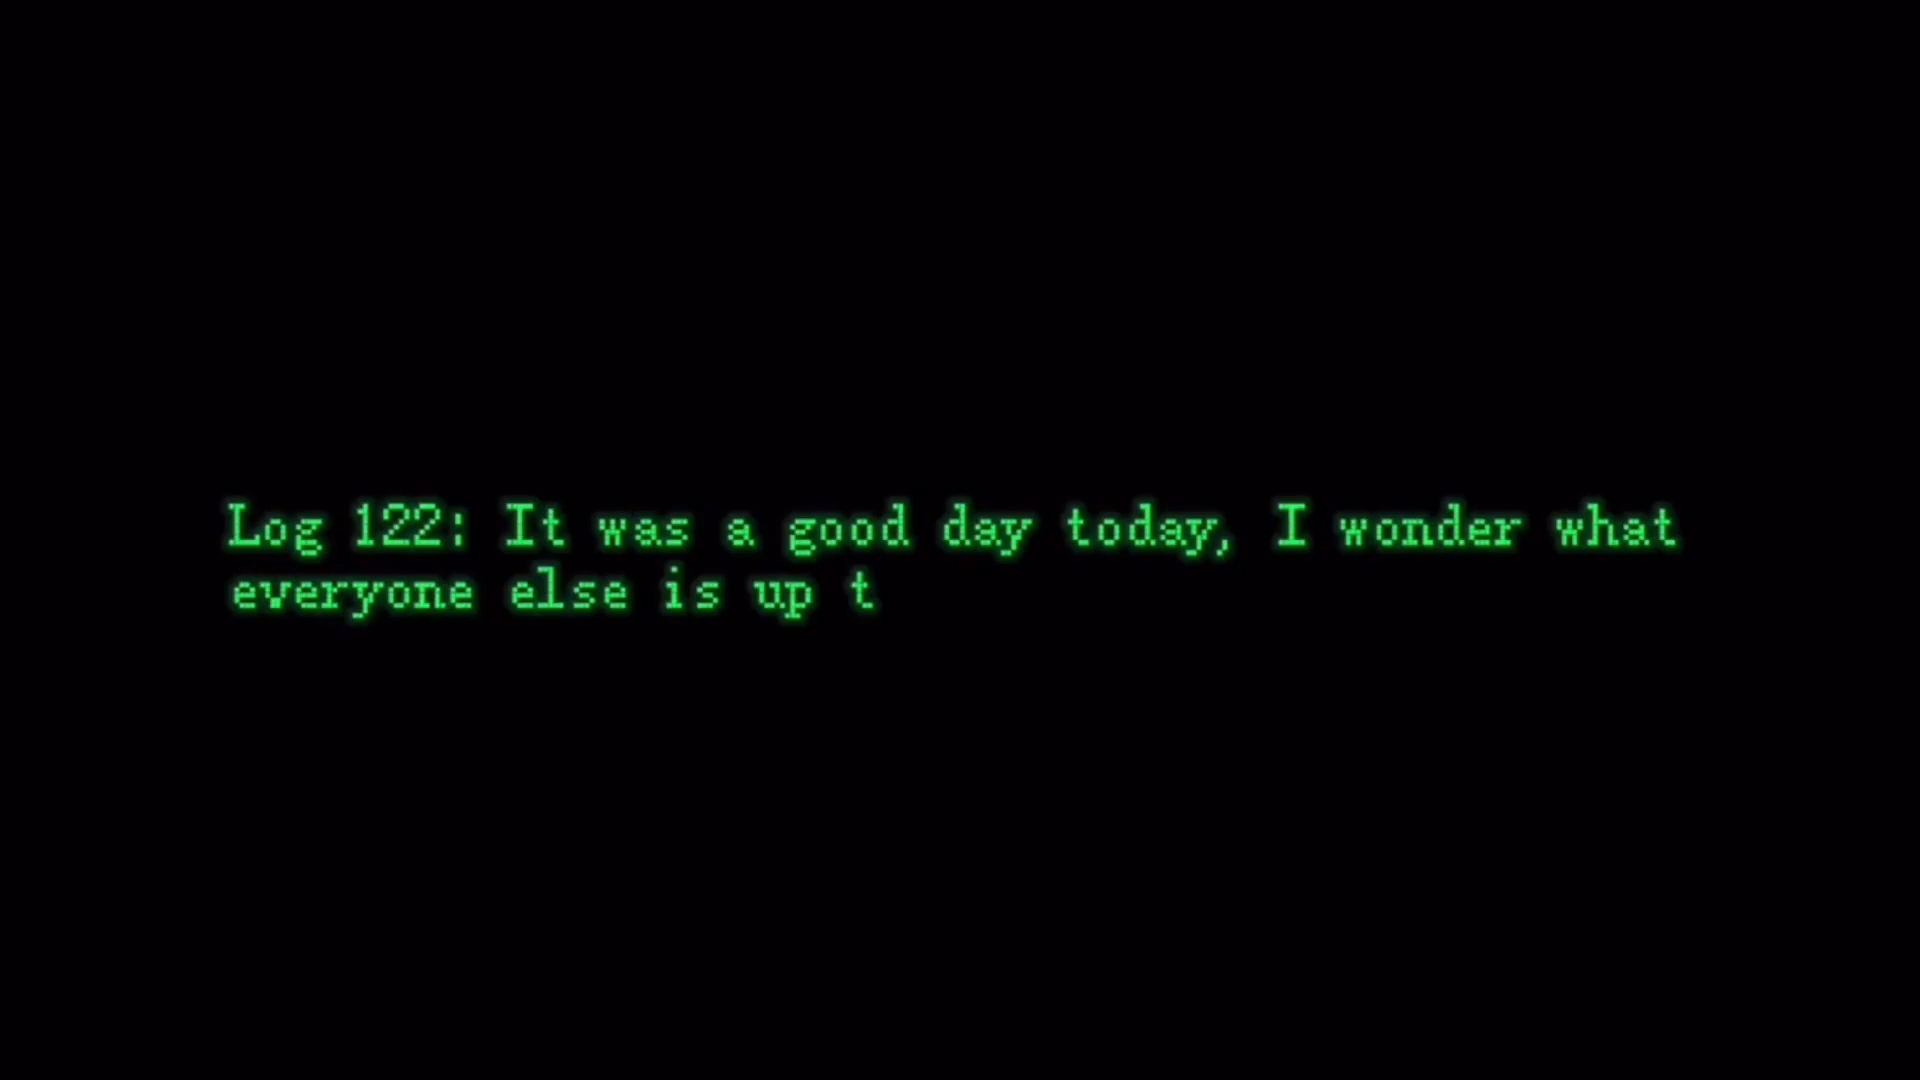 Log 122: It was a good day today, I wonder what
everyone else is up t